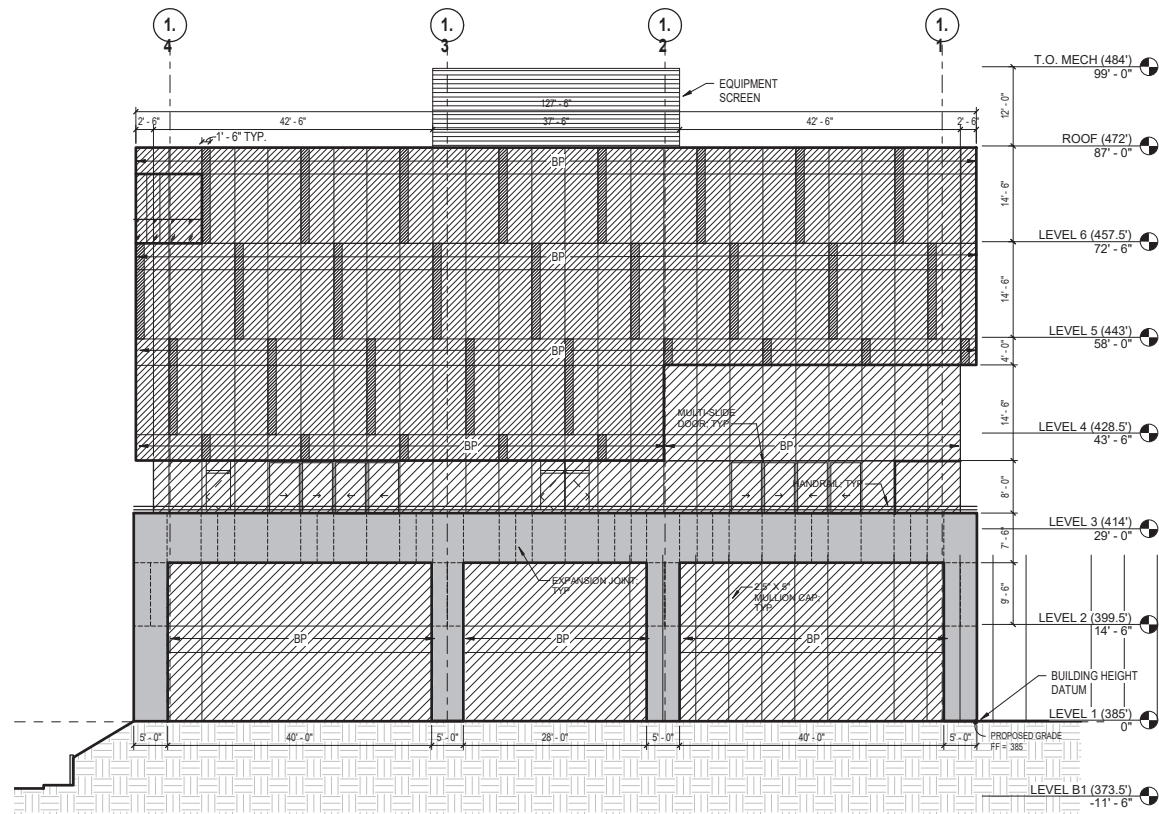 1.
4
1.
3
1.
2
1.
1
T.O. MECH (484')
99' - 0"
EQUIPMENT
SCREEN
127' - 6"
12' - 0"
2' - 6"
42' - 6"
37' - 6"
42' - 6"
2' - 6"
1' - 6" TYP.
ROOF (472')
87' - 0"
BP
14' - 6"
LEVEL 6 (457.5')
72' - 6"
BP
14' - 6"
LEVEL 5 (443')
58' - 0"
BP
4' - 0"
14' - 6"
MULTI-SLIDE
DOOR; TYP
LEVEL 4 (428.5')
43' - 6"
BP
BP
HANDRAIL; TYP
8' - 0"
LEVEL 3 (414')
29' - 0"
7' - 6"
EXPANSION JOINT;
TYP
2.5" X 5"
MULLION CAP;
TYP
9' - 6"
LEVEL 2 (399.5')
14' - 6"
BP
BP
BP
BUILDING HEIGHT
DATUM
LEVEL 1 (385')
0"
5' - 0"
40' - 0"
5' - 0"
28' - 0"
5' - 0"
40' - 0"
5' - 0"
PROPOSED GRADE
FF = 385
LEVEL B1 (373.5')
-11' - 6"